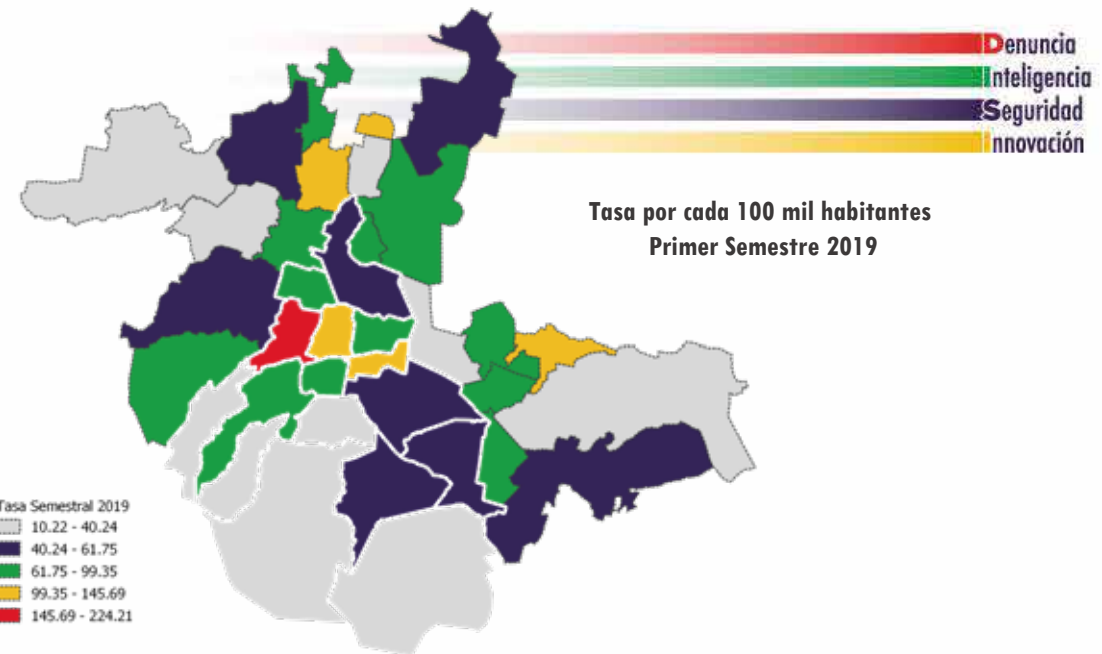 Denuncia
Inteligencia
Seguridad
Innovación
Tasa por cada 100 mil habitantes
Primer Semestre 2019
Tasa Semestral 2019
10.22 - 40.24
40.24 - 61.75
61.75 - 99.35
99.35 - 145.69
145.69 - 224.21